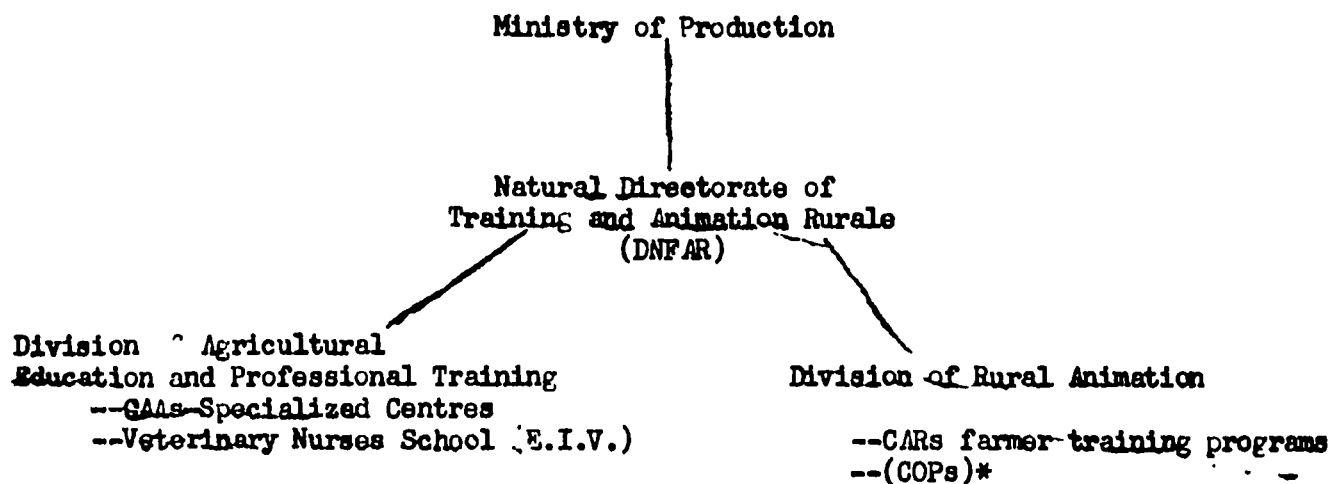 Ministry of Production
Natural Directorate of
Training and Animation Rurale
(DNFAR)
Division Agricultural
Education and Professional Training
--CAAs Specialized Centres
--Veterinary Nurses School (E.I.V.)
Division of Rural Animation
--CARs farmer training programs
--(COPs)*